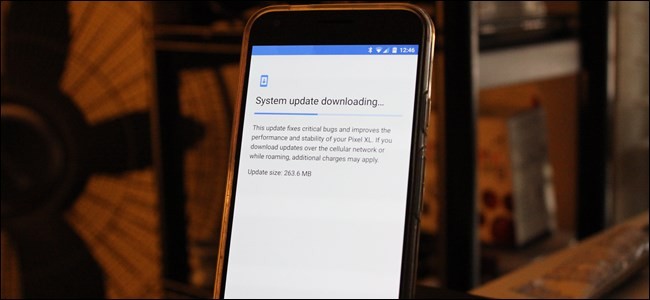 12:46
System update downloading...
This update fixes critical bugs and improves the
performance and stability of your Pixel XL. If you
download updates over the cellular network or
while roaming, additional charges may apply.
Update size: 263.6 MB